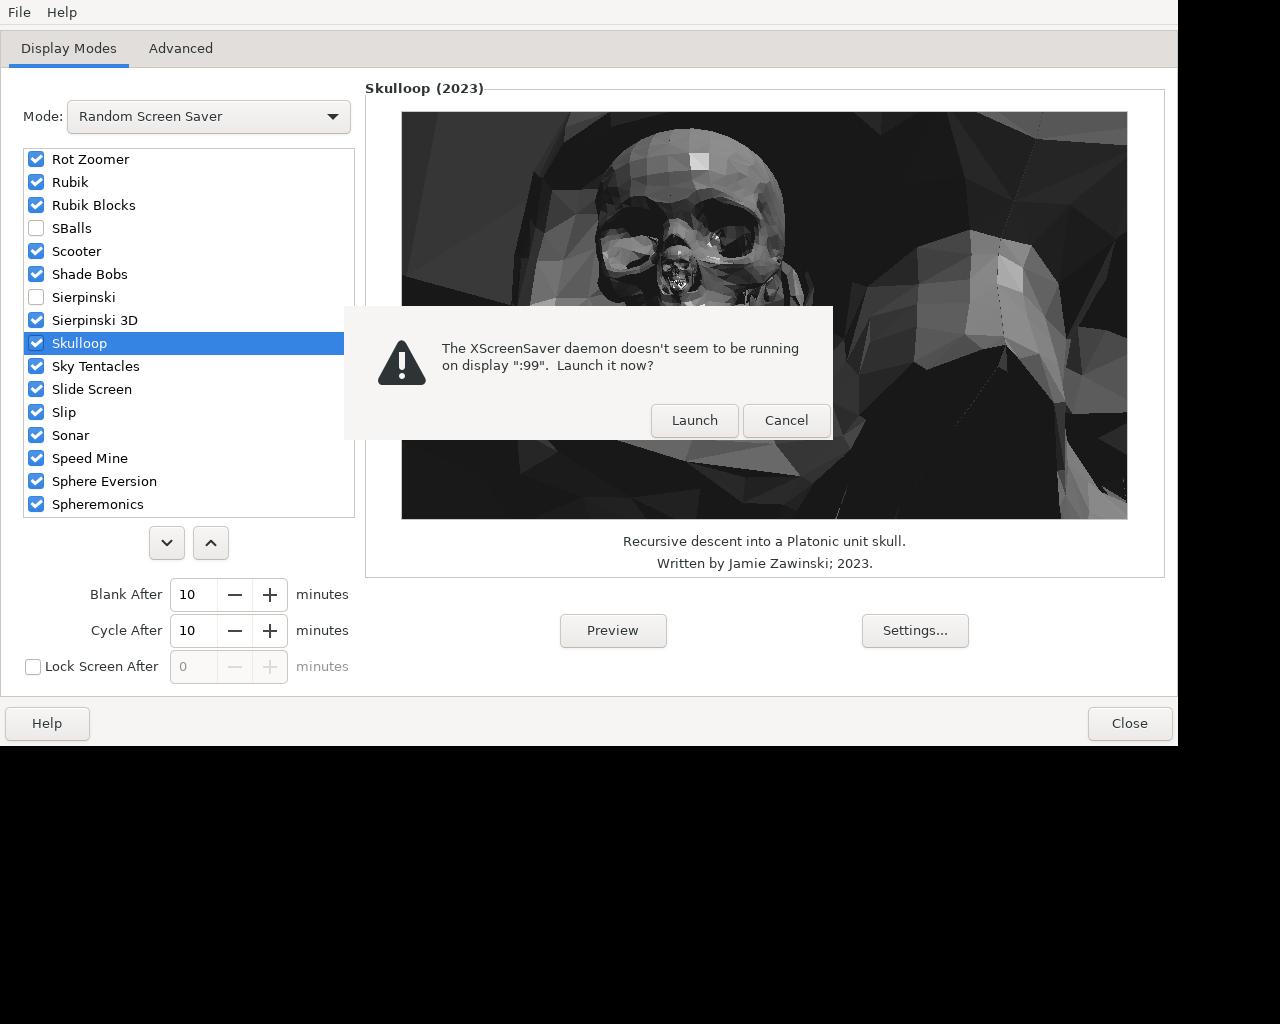 File Help
Display Modes Advanced
Mode: Random Screen Saver
Rot Zoomer
Rubik
Rubik Blocks
SBalls
Scooter
Shade Bobs
Sierpinski
Sierpinski 3D
Skulloop
Sky Tentacles
Slide Screen
Slip
Sonar
Speed Mine
Sphere Eversion
Spheremonics
Blank After 10 minutes
Cycle After 10 minutes
Lock Screen After 0 minutes
Skulloop (2023)
The XScreenSaver daemon doesn't seem to be running
on display ":99".  Launch it now?
Launch Cancel
Recursive descent into a Platonic unit skull.
Written by Jamie Zawinski; 2023.
Preview Settings...
Help Close